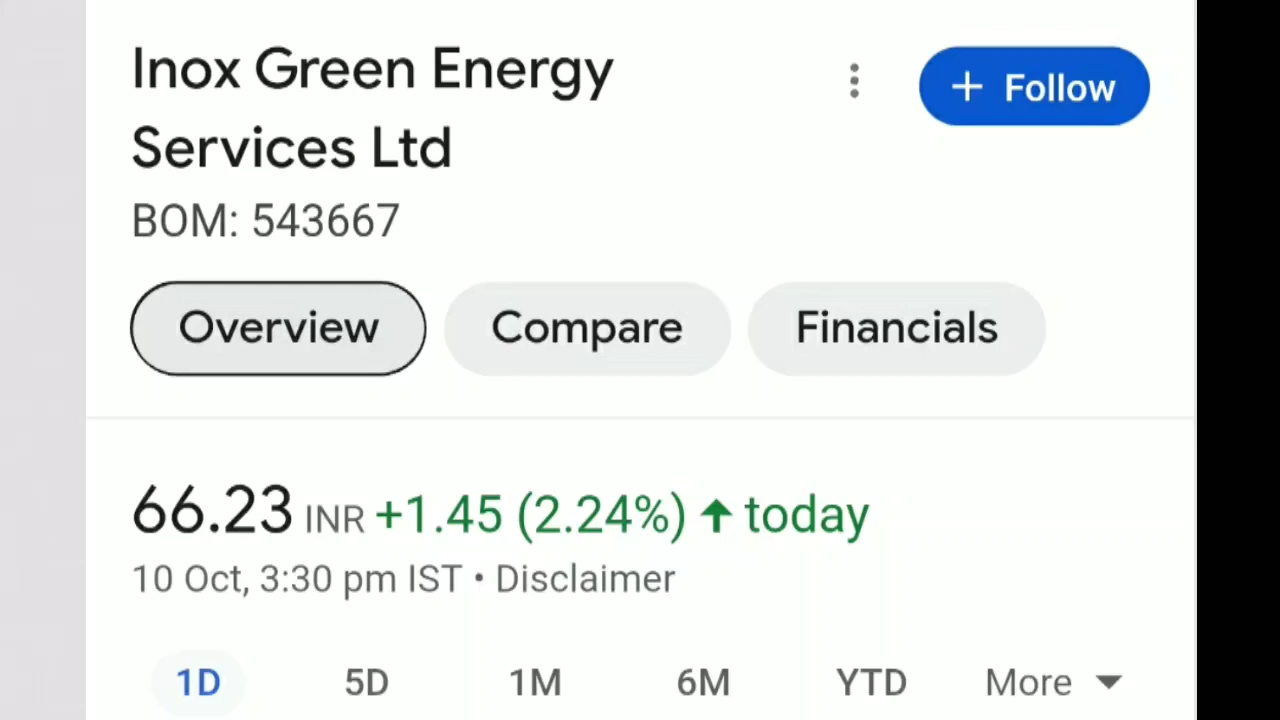 Inox Green Energy
Services Ltd
+ Follow
BOM: 543667
Overview Compare Financials
66.23 INR +1.45 (2.24%) ↑ today
10 Oct, 3:30 pm IST • Disclaimer
1D 5D 1M 6M YTD More